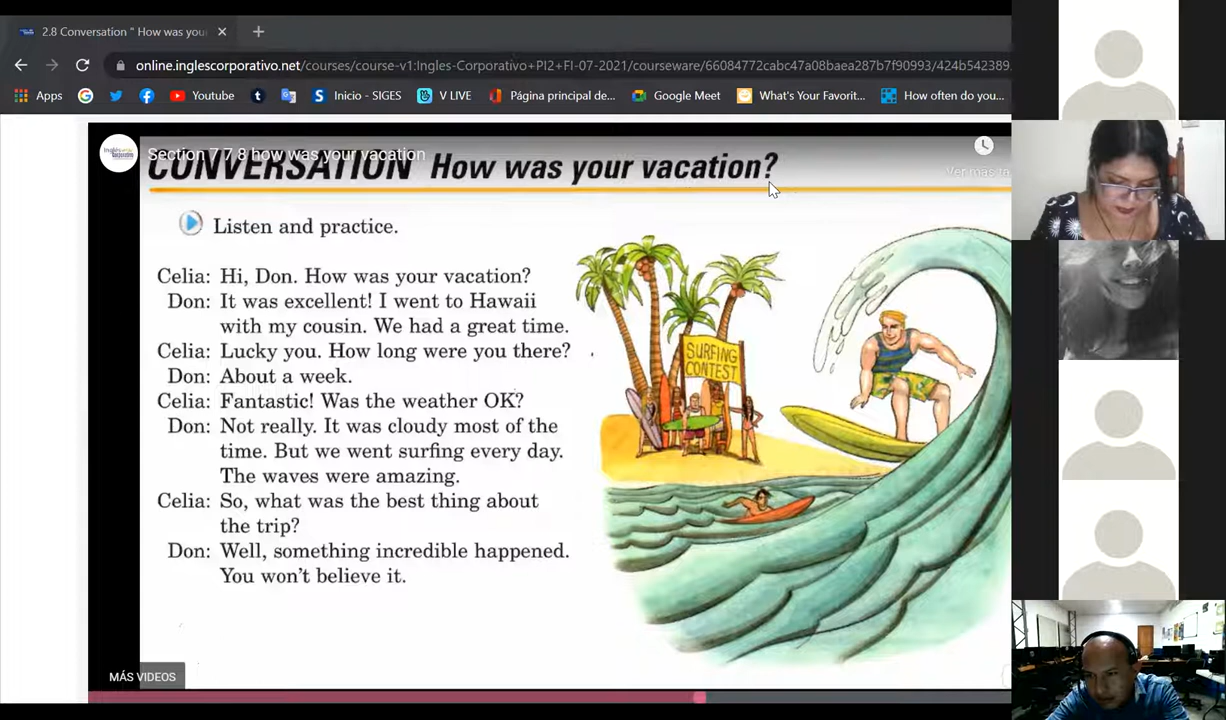 2.8 Conversation " How was you
online.inglescorporativo.net/courses/course-v1:Ingles-Corporativo+PI2+FI-07-2021/courseware/66084772cabc47a08baea287b7f90993/424b542389
Apps
Youtube
Inicio - SIGES
V LIVE
Página principal de...
Google Meet
What's Your Favorit...
How often do you...
Section 7 7 8 how was your vacation
CONVERSATION How was your vacation?
Ver más ta
Listen and practice.
Celia: Hi, Don. How was your vacation?
Don: It was excellent! I went to Hawaii
with my cousin. We had a great time.
Celia: Lucky you. How long were you there?
Don: About a week.
Celia: Fantastic! Was the weather OK?
Don: Not really. It was cloudy most of the
time. But we went surfing every day.
The waves were amazing.
Celia: So, what was the best thing about
the trip?
Don: Well, something incredible happened.
You won't believe it.
SURFING
CONTEST
MÁS VIDEOS